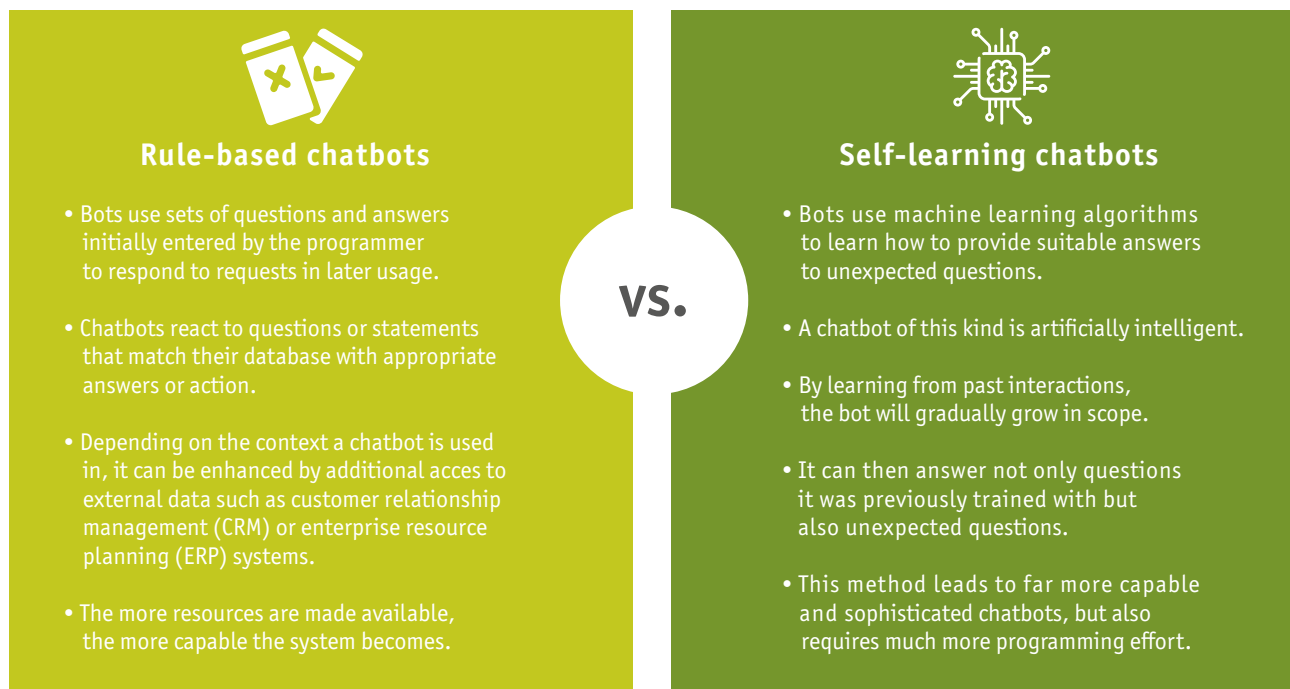 Rule-based chatbots
• Bots use sets of questions and answers
initially entered by the programmer
to respond to requests in later usage.
• Chatbots react to questions or statements
that match their database with appropriate
answers or action.
• Depending on the context a chatbot is used
in, it can be enhanced by additional acces to
external data such as customer relationship
management (CRM) or enterprise resource
planning (ERP) systems.
• The more resources are made available,
the more capable the system becomes.
vs.
Self-learning chatbots
• Bots use machine learning algorithms
to learn how to provide suitable answers
to unexpected questions.
• A chatbot of this kind is artificially intelligent.
• By learning from past interactions,
the bot will gradually grow in scope.
• It can then answer not only questions
it was previously trained with but
also unexpected questions.
• This method leads to far more capable
and sophisticated chatbots, but also
requires much more programming effort.